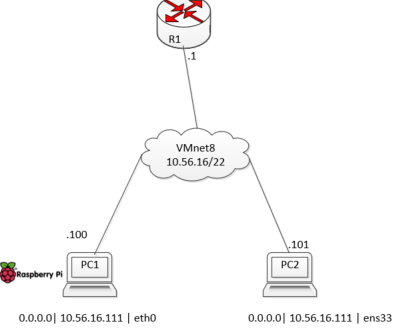 R1
.1
VMnet8
10.56.16/22
.100
.101
PC1
PC2
Raspberry Pi
0.0.0.0| 10.56.16.111 | eth0
0.0.0.0| 10.56.16.111 | ens33